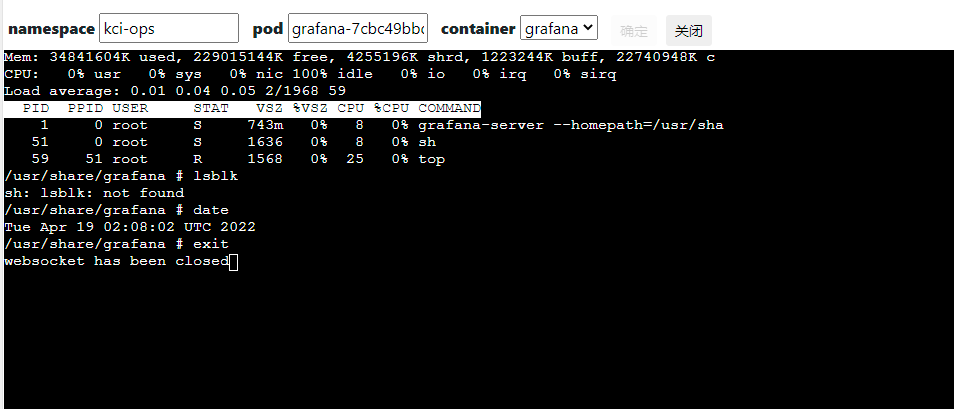 namespace kci-ops pod grafana-7cbc49bb container grafana 确定 关闭
Mem: 34841604K used, 229015144K free, 4255196K shrd, 1223244K buff, 22740948K c
CPU:   0% usr   0% sys   0% nic 100% idle   0% io   0% irq   0% sirq
Load average: 0.01 0.04 0.05 2/1968 59
  PID  PPID USER     STAT   VSZ %VSZ CPU %CPU COMMAND
    1     0 root     S     743m   0%   8   0% grafana-server --homepath=/usr/sha
   51     0 root     S     1636   0%   8   0% sh
   59    51 root     R     1568   0%  25   0% top
/usr/share/grafana # lsblk
sh: lsblk: not found
/usr/share/grafana # date
Tue Apr 19 02:08:02 UTC 2022
/usr/share/grafana # exit
websocket has been closed